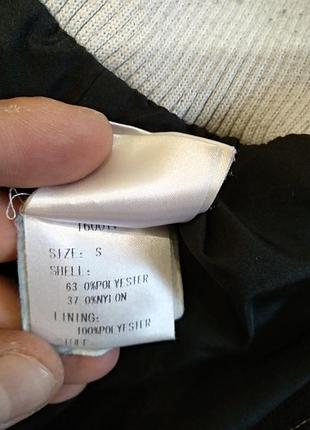 SIZE: S
SHELL:
63 0%POLYESTER
37 0%NYLON
LINING:
100%POLYESTER